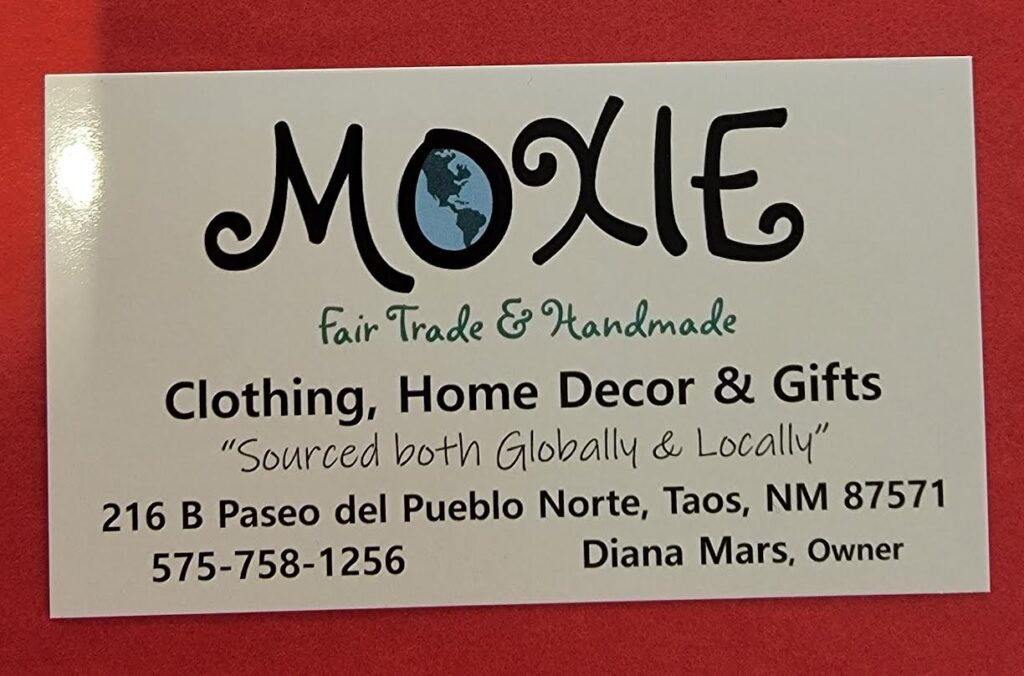 MOXIE
Fair Trade & Handmade
Clothing, Home Decor & Gifts
"Sourced both Globally & Locally"
216 B Paseo del Pueblo Norte, Taos, NM 87571
575-758-1256 Diana Mars, Owner